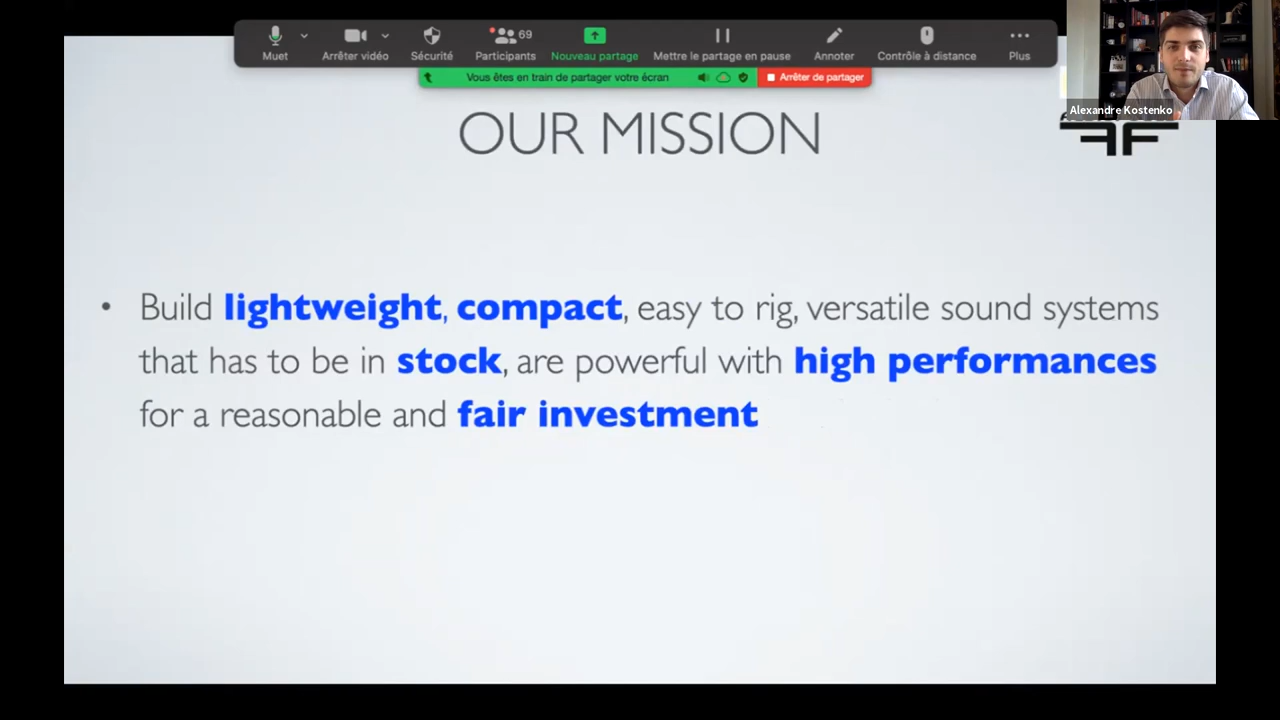 69
Muet
Arrêter vidéo
Sécurité
Participants
Nouveau partage
Mettre le partage en pause
Annoter
Contrôle à distance
Plus
Vous êtes en train de partager votre écran
Arrêter de partager
Alexandre Kostenko
OUR MISSION
• Build lightweight, compact, easy to rig, versatile sound systems
that has to be in stock, are powerful with high performances
for a reasonable and fair investment